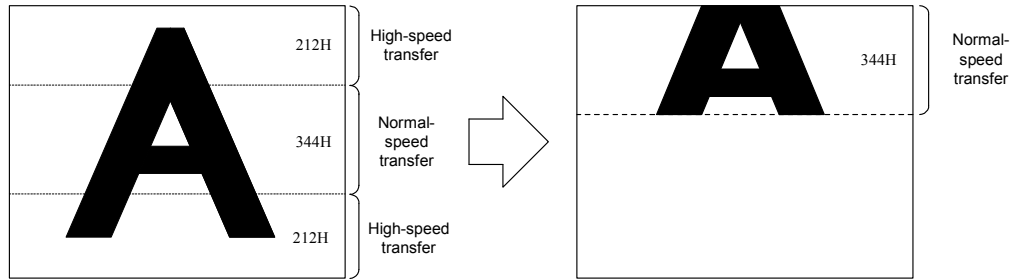 212H
High-speed
transfer
344H
Normal-
speed
transfer
212H
High-speed
transfer
A
344H
Normal-
speed
transfer
A